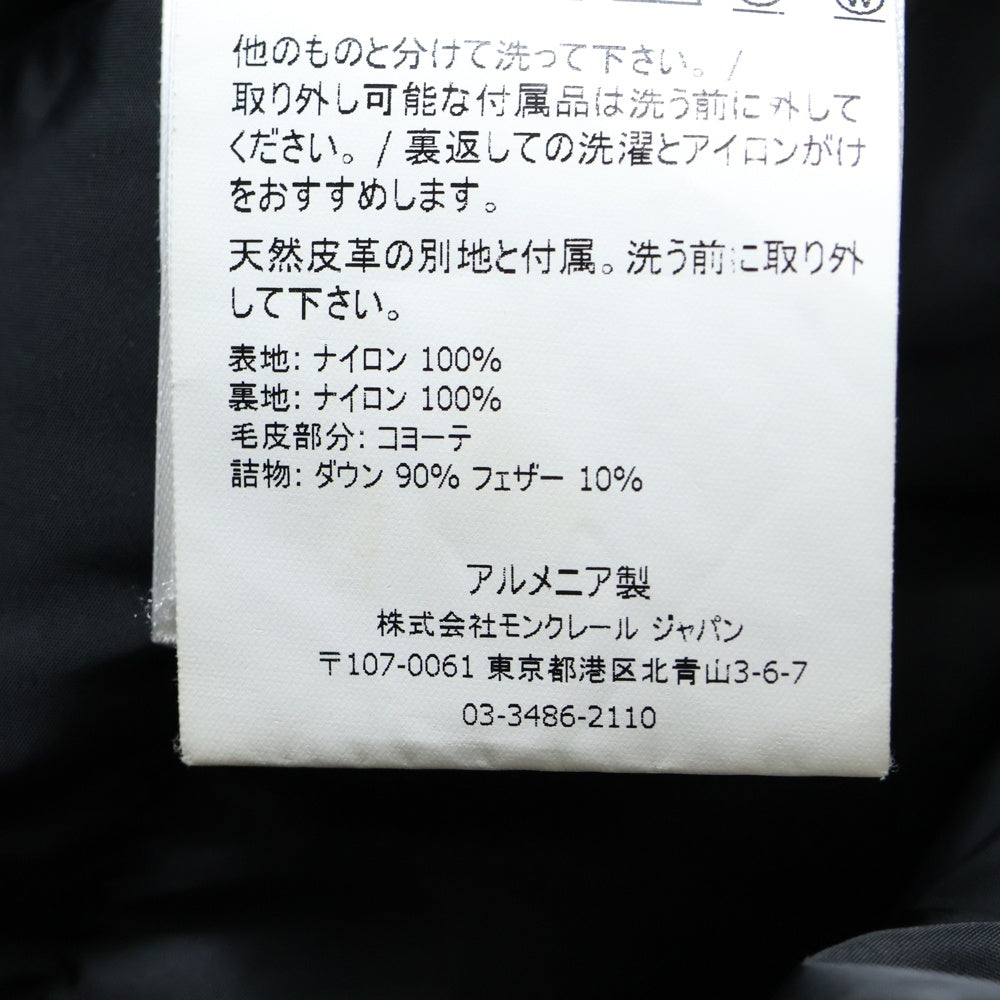 他のものと分けて洗って下さい。/
取り外し可能な付属品は洗う前に外して
ください。/ 裏返しての洗濯とアイロンがけ
をおすすめします。
天然皮革の別地と付属。洗う前に取り外
して下さい。
表地: ナイロン 100%
裏地: ナイロン 100%
毛皮部分: コヨーテ
詰物: ダウン 90% フェザー 10%
アルメニア製
株式会社モンクレール ジャパン
〒107-0061 東京都港区北青山3-6-7
03-3486-2110